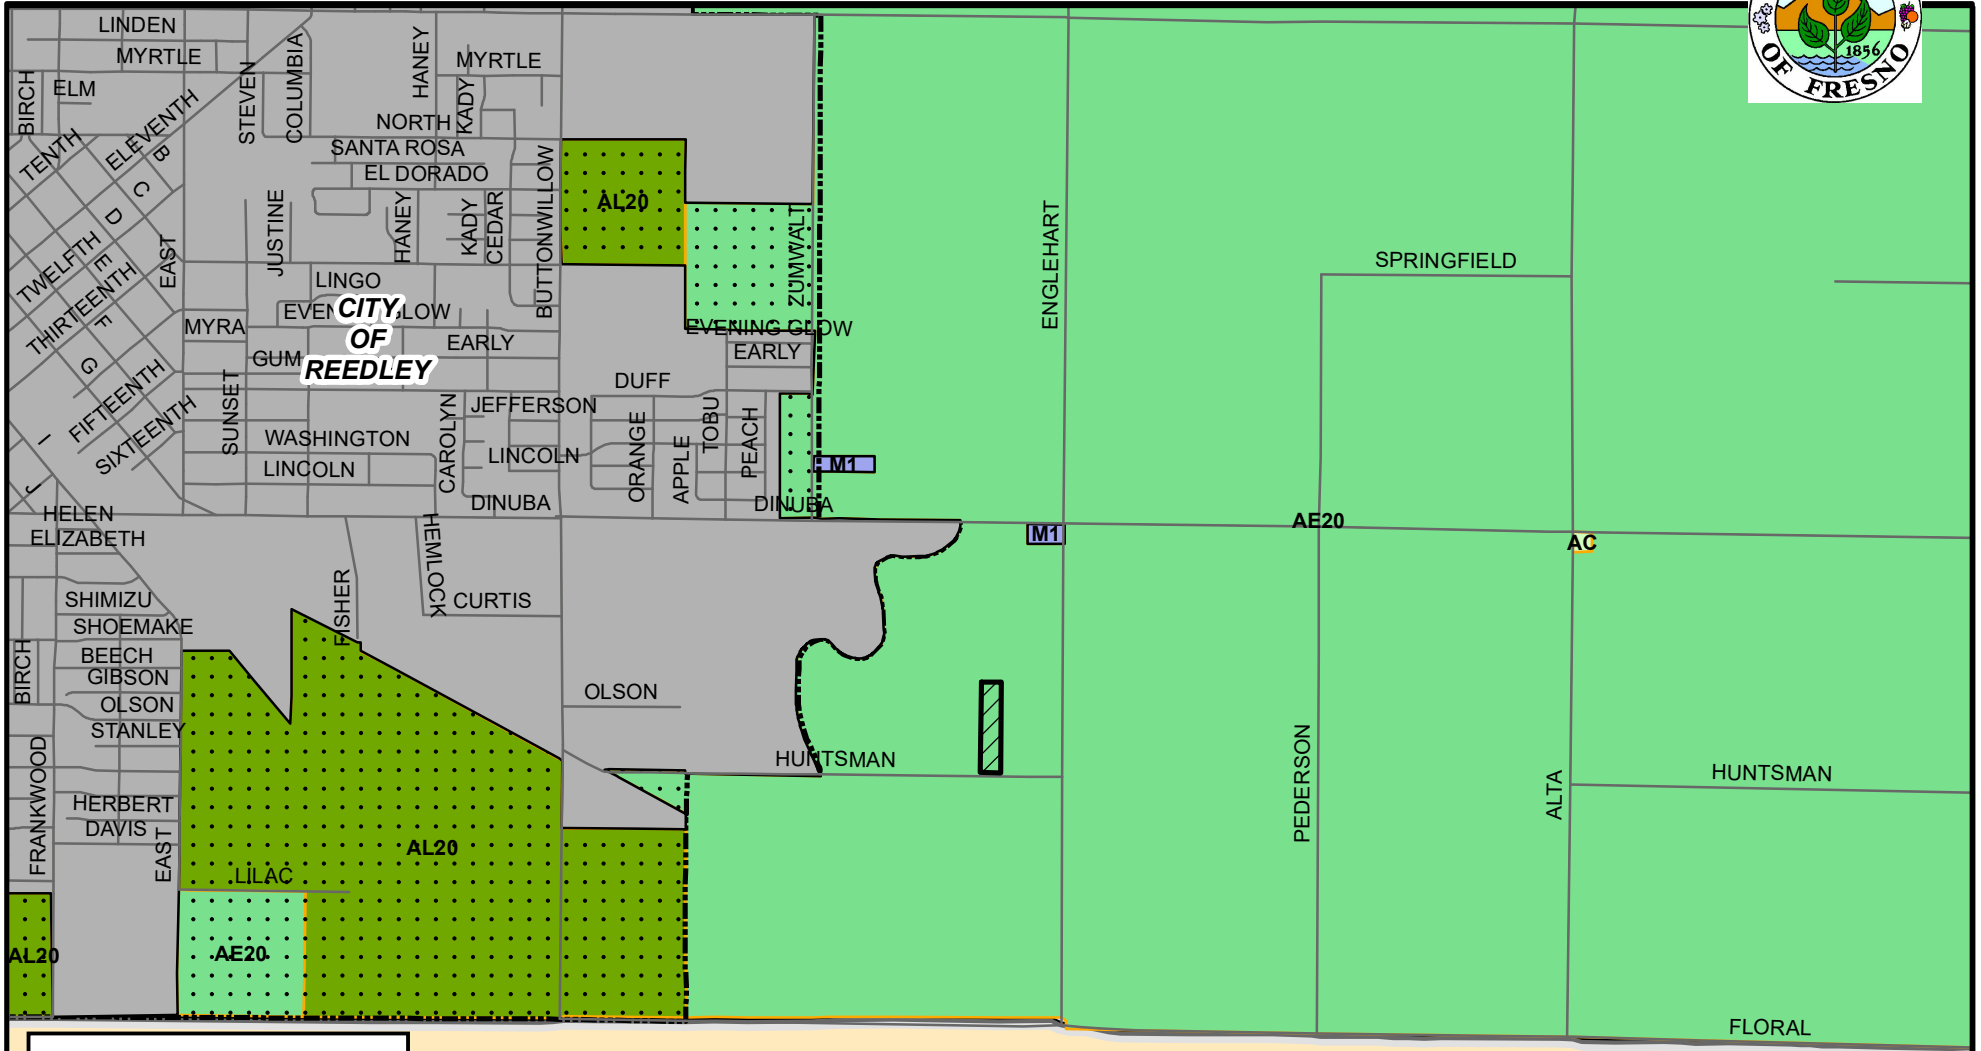 LINDEN
MYRTLE
BIRCH
ELM
STEVEN
COLUMBIA
HANEY
MYRTLE
KADY
NORTH
SANTA ROSA
EL DORADO
TENTH
ELEVENTH
B
C
D
E
F
G
I
J
TWELFTH
THIRTEENTH
FIFTEENTH
SIXTEENTH
EAST
JUSTINE
HANEY
KADY
CEDAR
BUTTONWILLOW
AL20
ZUMWALT
ENGLEHART
SPRINGFIELD
1856
OF FRESNO
LINGO
EVENING GLOW
CITY
OF
REEDLEY
MYRA
GUM
EARLY
EVENING GLOW
EARLY
SUNSET
DUFF
JEFFERSON
CAROLYN
WASHINGTON
LINCOLN
LINCOLN
ORANGE
APPLE
TOBU
PEACH
M1
DINUBA
DINUBA
HELEN
ELIZABETH
HEMLOCK
M1
AE20
AC
FISHER
CURTIS
SHIMIZU
SHOEMAKE
BEECH
GIBSON
OLSON
STANLEY
BIRCH
OLSON
HUNTSMAN
PEDERSON
ALTA
HUNTSMAN
FRANKWOOD
HERBERT
DAVIS
EAST
AL20
LILAC
AL20
AE20
FLORAL